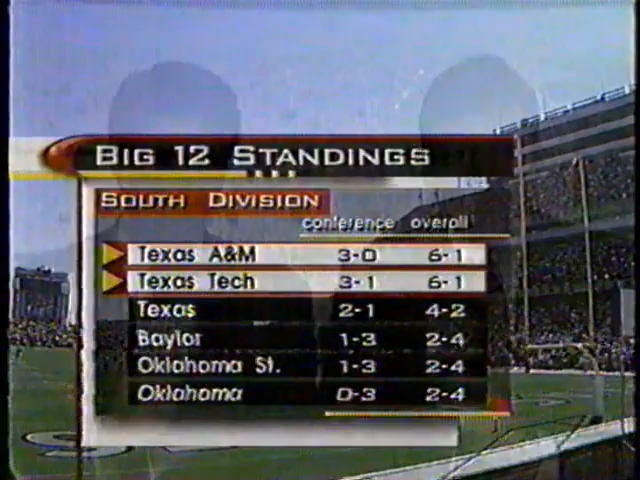 BIG 12 STANDINGS
SOUTH DIVISION
conference overall
Texas A&M 3-0 6-1
Texas Tech 3-1 6-1
Texas 2-1 4-2
Baylor 1-3 2-4
Oklahoma St. 1-3 2-4
Oklahoma 0-3 2-4